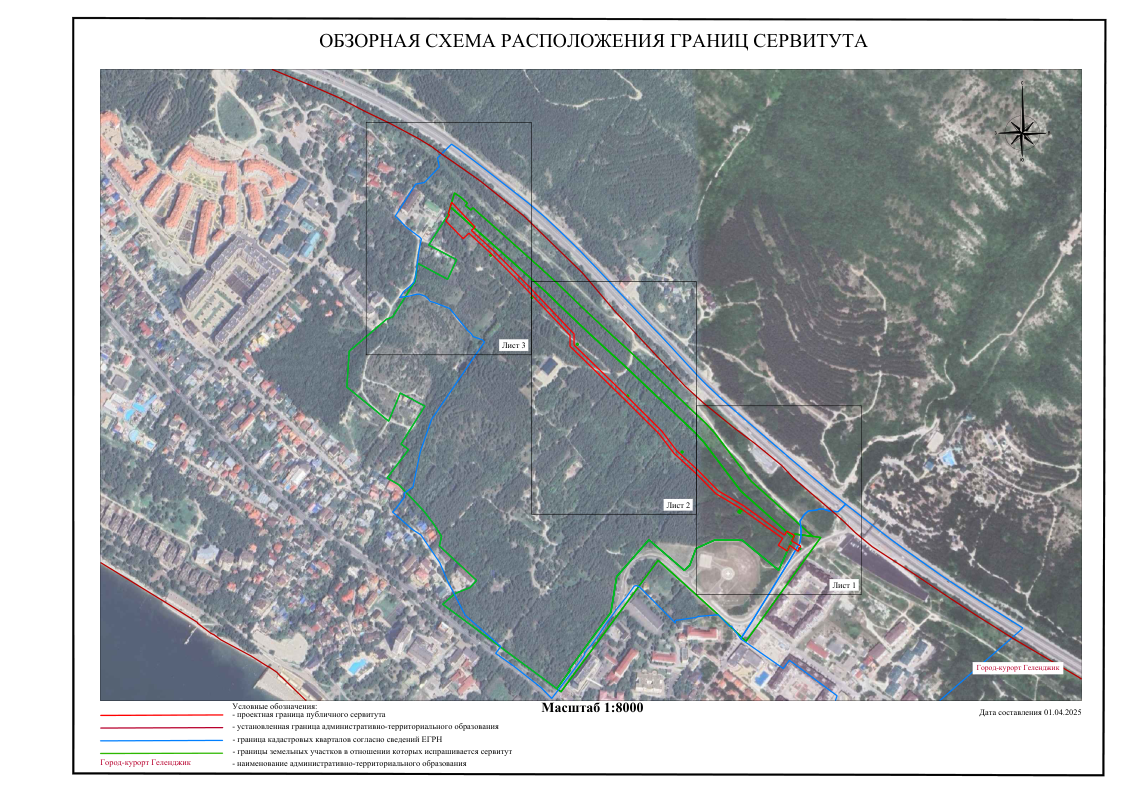 ОБЗОРНАЯ СХЕМА РАСПОЛОЖЕНИЯ ГРАНИЦ СЕРВИТУТА
Лист 3
Лист 2
Лист 1
Город-курорт Геленджик
Масштаб 1:8000
Дата составления 01.04.2025
Условные обозначения:
- проектная граница публичного сервитута
- установленная граница административно-территориального образования
- граница кадастровых кварталов согласно сведений ЕГРН
- границы земельных участков в отношении которых испрашивается сервитут
Город-курорт Геленджик - наименование административно-территориального образования